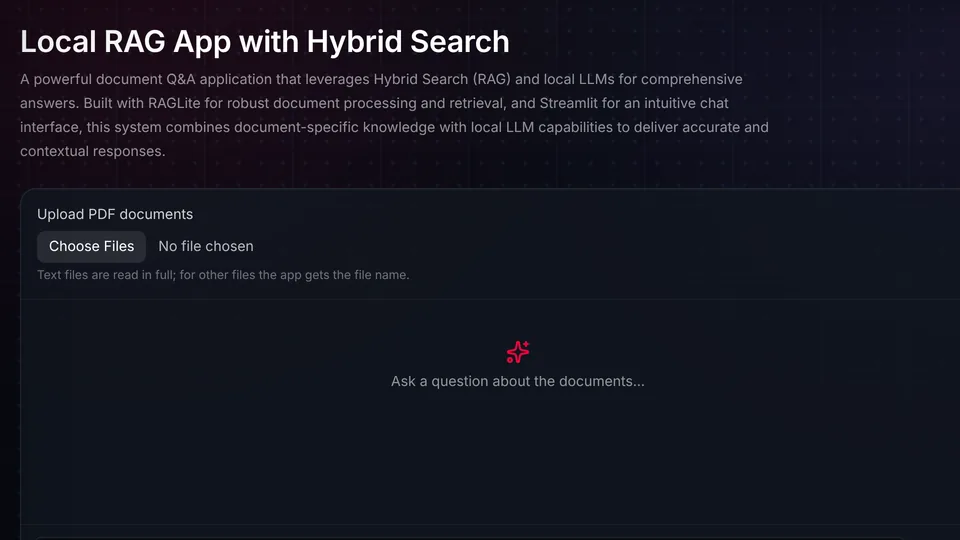 Local RAG App with Hybrid Search
A powerful document Q&A application that leverages Hybrid Search (RAG) and local LLMs for comprehensive
answers. Built with RAGLite for robust document processing and retrieval, and Streamlit for an intuitive chat
interface, this system combines document-specific knowledge with local LLM capabilities to deliver accurate and
contextual responses.
Upload PDF documents
Choose Files No file chosen
Text files are read in full; for other files the app gets the file name.
Ask a question about the documents...